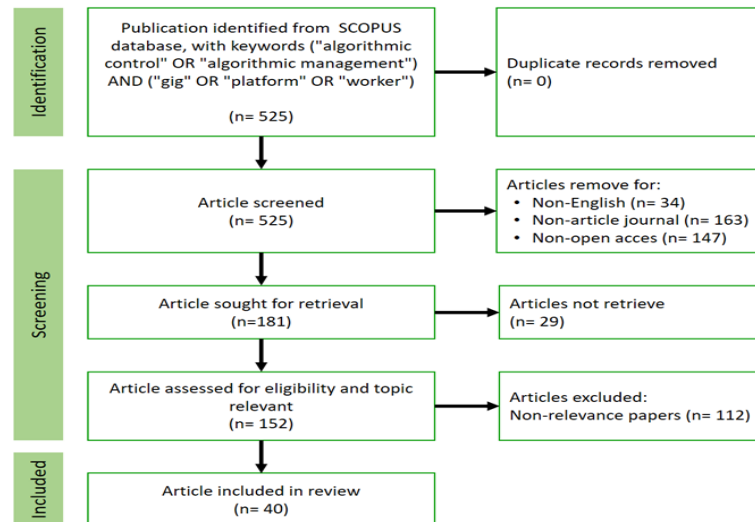 Identification
Publication identified from SCOPUS
database, with keywords ("algorithmic
control" OR "algorithmic management")
AND ("gig" OR "platform" OR "worker")
(n= 525)
Duplicate records removed
(n= 0)
Screening
Article screened
(n= 525)
Articles remove for:
• Non-English (n= 34)
• Non-article journal (n= 163)
• Non-open acces (n= 147)
Article sought for retrieval
(n=181)
Articles not retrieve
(n= 29)
Article assessed for eligibility and topic
relevant
(n= 152)
Articles excluded:
Non-relevance papers (n= 112)
Included
Article included in review
(n= 40)